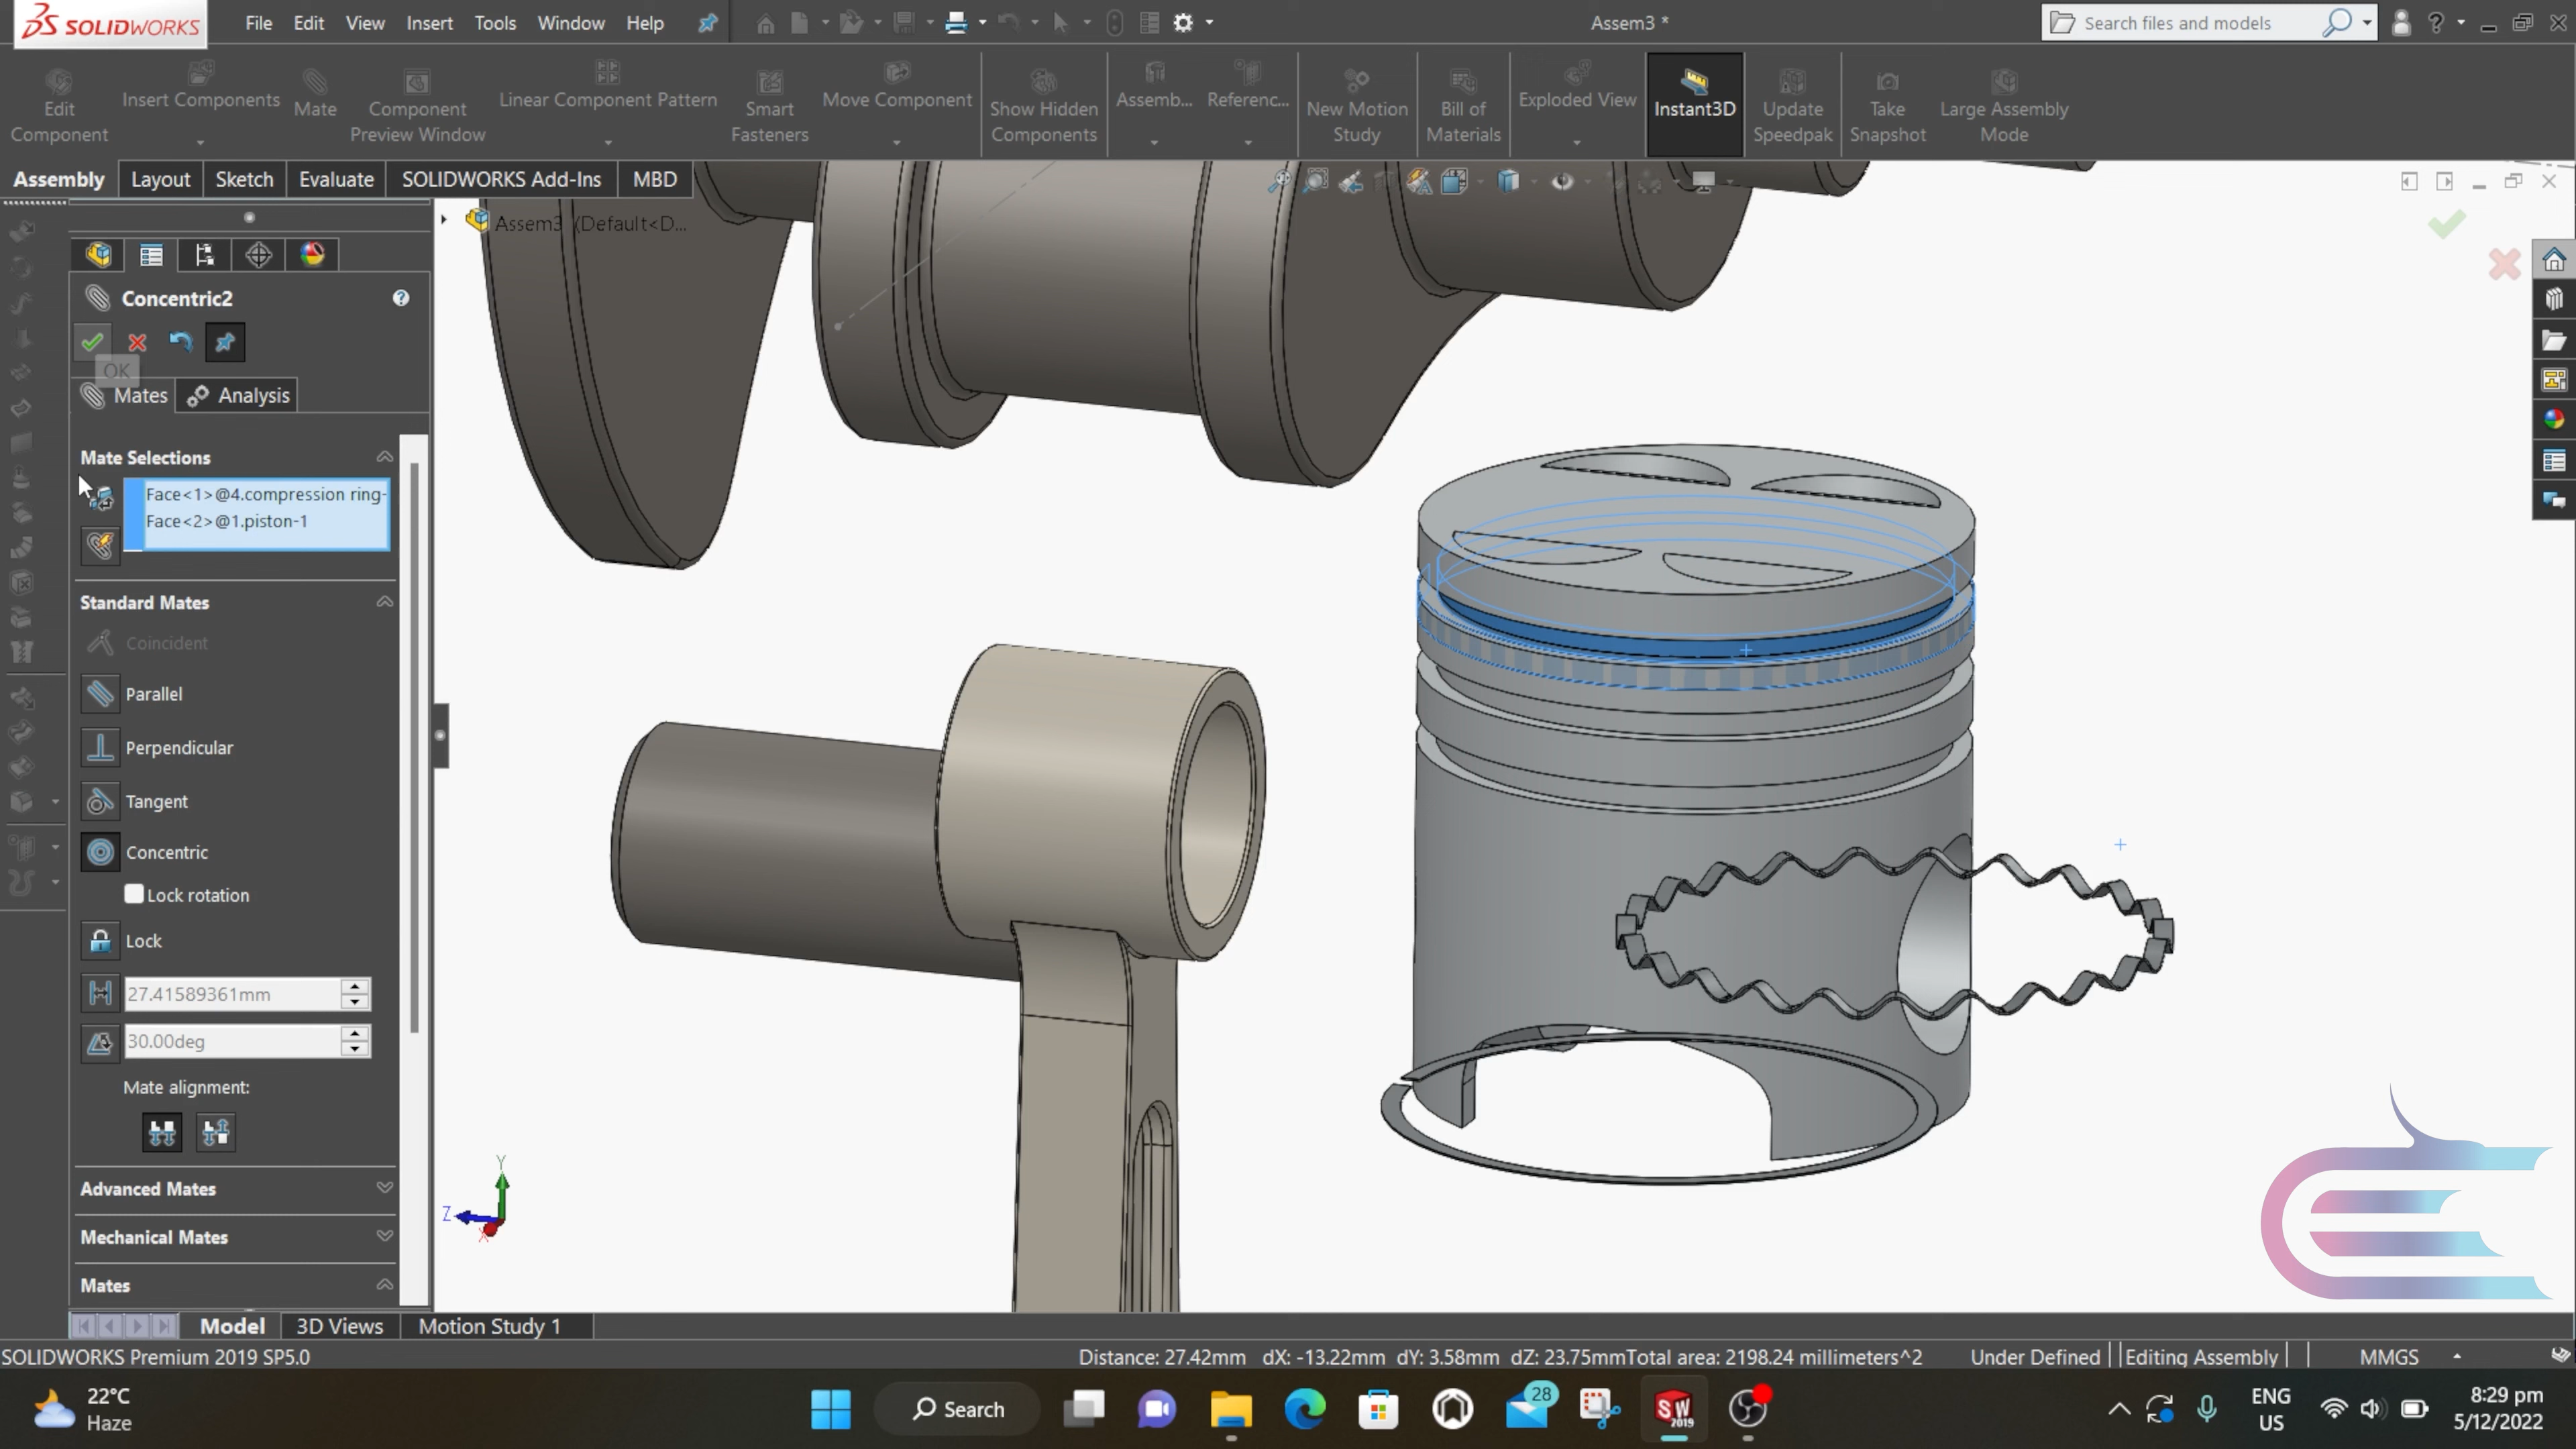 SOLIDWORKS
File Edit View Insert Tools Window Help
Assem3 *
Search files and models
Edit Component
Insert Components
Mate
Component Preview Window
Linear Component Pattern
Smart Fasteners
Move Component
Show Hidden Components
Assemb...
Referenc...
New Motion Study
Bill of Materials
Exploded View
Instant3D
Update Speedpak
Take Snapshot
Large Assembly Mode
Assembly Layout Sketch Evaluate SOLIDWORKS Add-Ins MBD
Assem3 (Default<D...
Concentric2
OK
Mates Analysis
Mate Selections
Face<1>@4.compression ring-
Face<2>@1.piston-1
Standard Mates
Coincident
Parallel
Perpendicular
Tangent
Concentric
Lock rotation
Lock
27.41589361mm
30.00deg
Mate alignment:
Advanced Mates
Mechanical Mates
Mates
Y
Z
X
Model 3D Views Motion Study 1
SOLIDWORKS Premium 2019 SP5.0
Distance: 27.42mm dX: -13.22mm dY: 3.58mm dZ: 23.75mmTotal area: 2198.24 millimeters^2
Under Defined
Editing Assembly
MMGS
22°C
Haze
Search
28
SW
2019
ENG
US
8:29 pm
5/12/2022